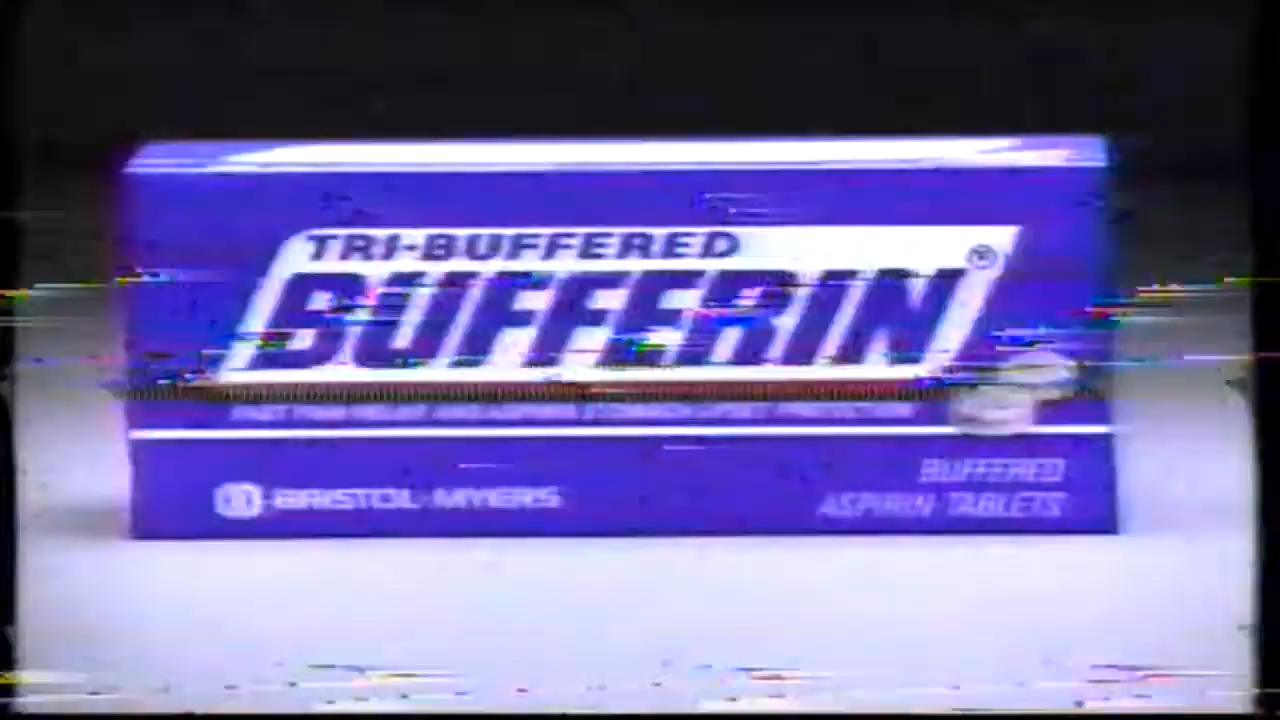 TRI-BUFFERED
BUFFERIN®
BRISTOL-MYERS
BUFFERED
ASPIRIN TABLETS